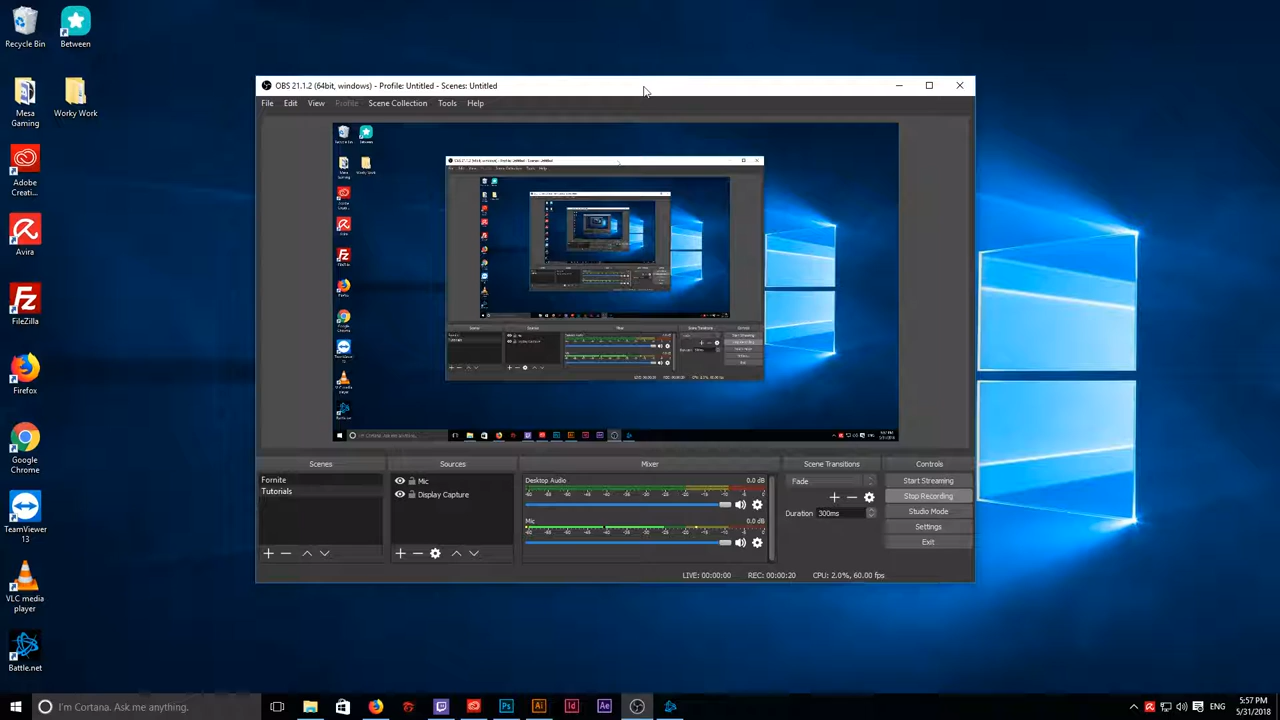 Recycle Bin
Between
Mesa
Gaming
Worky Work
Adobe
Creati...
Avira
FileZilla
Firefox
Google
Chrome
TeamViewer
13
VLC media
player
Battle.net
OBS 21.1.2 (64bit, windows) - Profile: Untitled - Scenes: Untitled
File Edit View Profile Scene Collection Tools Help
Scenes
Fornite
Tutorials
Sources
Mic
Display Capture
Mixer
Desktop Audio 0.0 dB
Mic 0.0 dB
Scene Transitions
Fade
Duration 300ms
Controls
Start Streaming
Stop Recording
Studio Mode
Settings
Exit
LIVE: 00:00:00 REC: 00:00:20 CPU: 2.0%, 60.00 fps
I'm Cortana. Ask me anything.
Ps Ai Id Ae
ENG
5:57 PM
5/31/2018